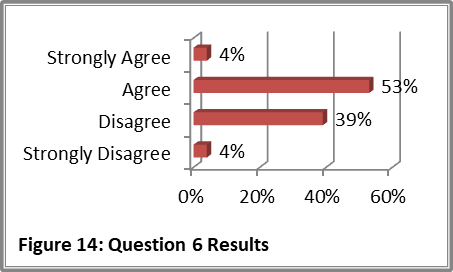 Strongly Agree 4%
Agree 53%
Disagree 39%
Strongly Disagree 4%
0% 20% 40% 60%
Figure 14: Question 6 Results